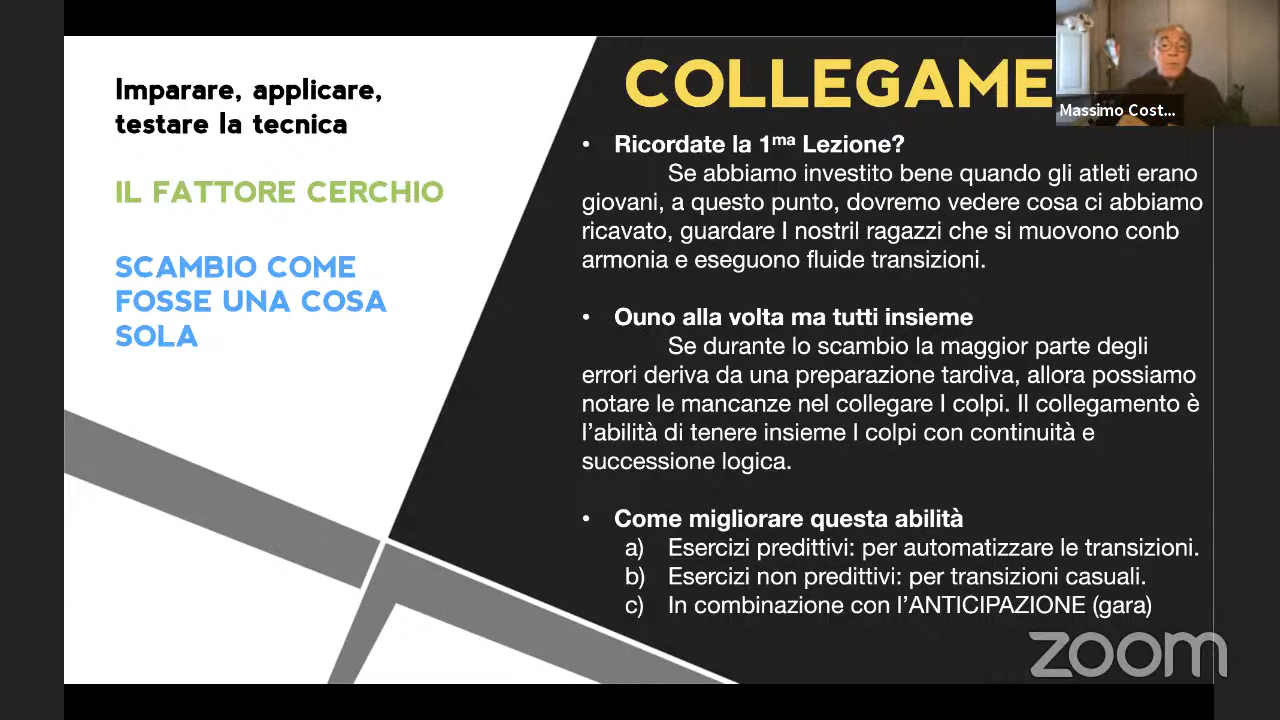 Imparare, applicare,
testare la tecnica
IL FATTORE CERCHIO
SCAMBIO COME
FOSSE UNA COSA
SOLA
COLLEGAME
• Ricordate la 1ma Lezione?
Se abbiamo investito bene quando gli atleti erano
giovani, a questo punto, dovremo vedere cosa ci abbiamo
ricavato, guardare I nostril ragazzi che si muovono conb
armonia e eseguono fluide transizioni.
• Ouno alla volta ma tutti insieme
Se durante lo scambio la maggior parte degli
errori deriva da una preparazione tardiva, allora possiamo
notare le mancanze nel collegare I colpi. Il collegamento è
l’abilità di tenere insieme I colpi con continuità e
successione logica.
• Come migliorare questa abilità
a) Esercizi predittivi: per automatizzare le transizioni.
b) Esercizi non predittivi: per transizioni casuali.
c) In combinazione con l’ANTICIPAZIONE (gara)
Massimo Cost...
zoom